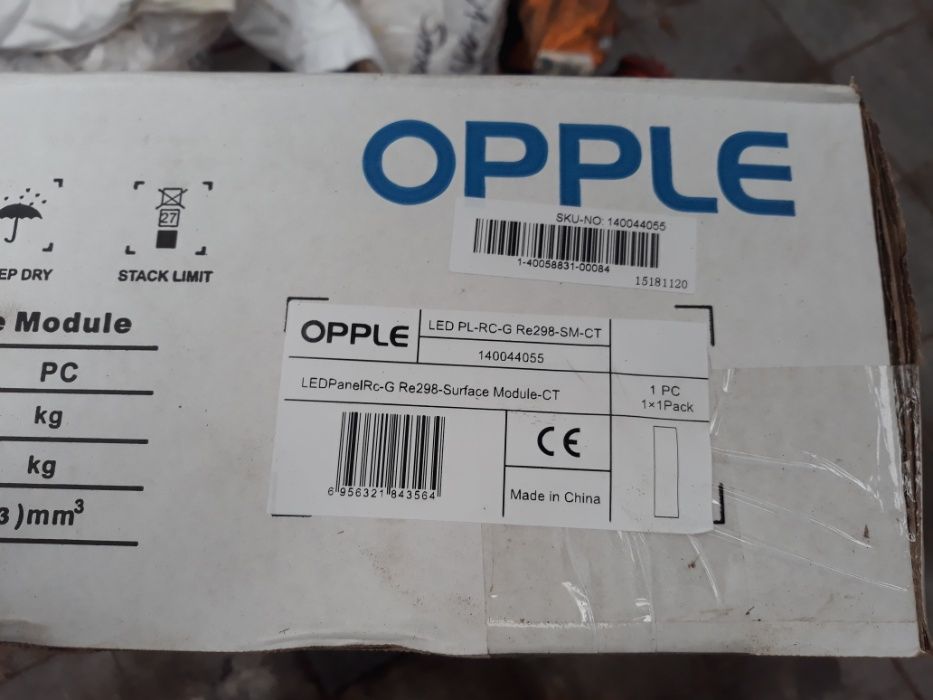 OPPLE
SKU-NO: 140044055
1-40058831-00084
15181120
27
EP DRY
STACK LIMIT
e Module
PC
kg
kg
3)mm³
OPPLE
LED PL-RC-G Re298-SM-CT
140044055
LEDPanelRc-G Re298-Surface Module-CT
1 PC
1×1Pack
CE
Made in China
6 956321 843564